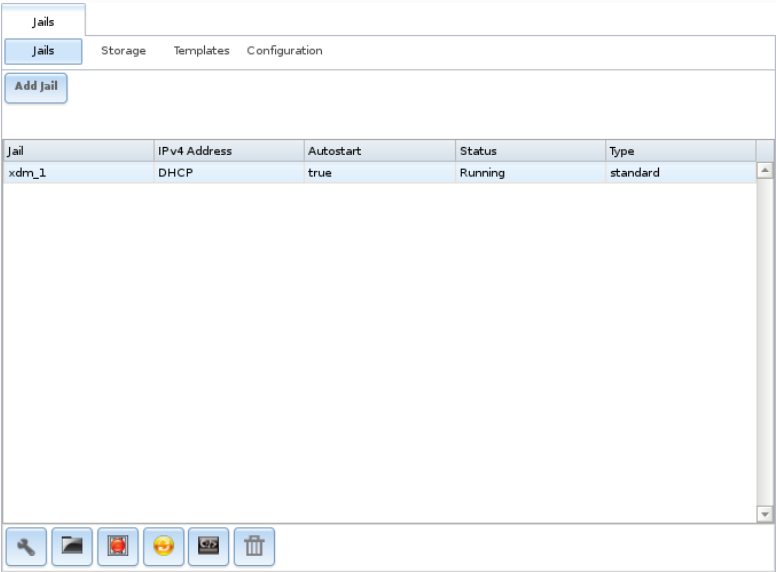 Jails
Jails Storage Templates Configuration
Add Jail
Jail IPv4 Address Autostart Status Type
xdm_1 DHCP true Running standard